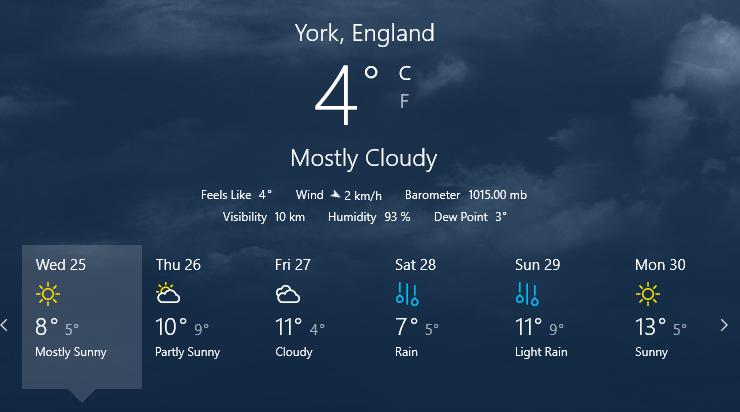 York, England
4° C
F
Mostly Cloudy
Feels Like 4° Wind 2 km/h Barometer 1015.00 mb
Visibility 10 km Humidity 93 % Dew Point 3°
Wed 25 Thu 26 Fri 27 Sat 28 Sun 29 Mon 30
8° 5° 10° 9° 11° 4° 7° 5° 11° 9° 13° 5°
Mostly Sunny Partly Sunny Cloudy Rain Light Rain Sunny